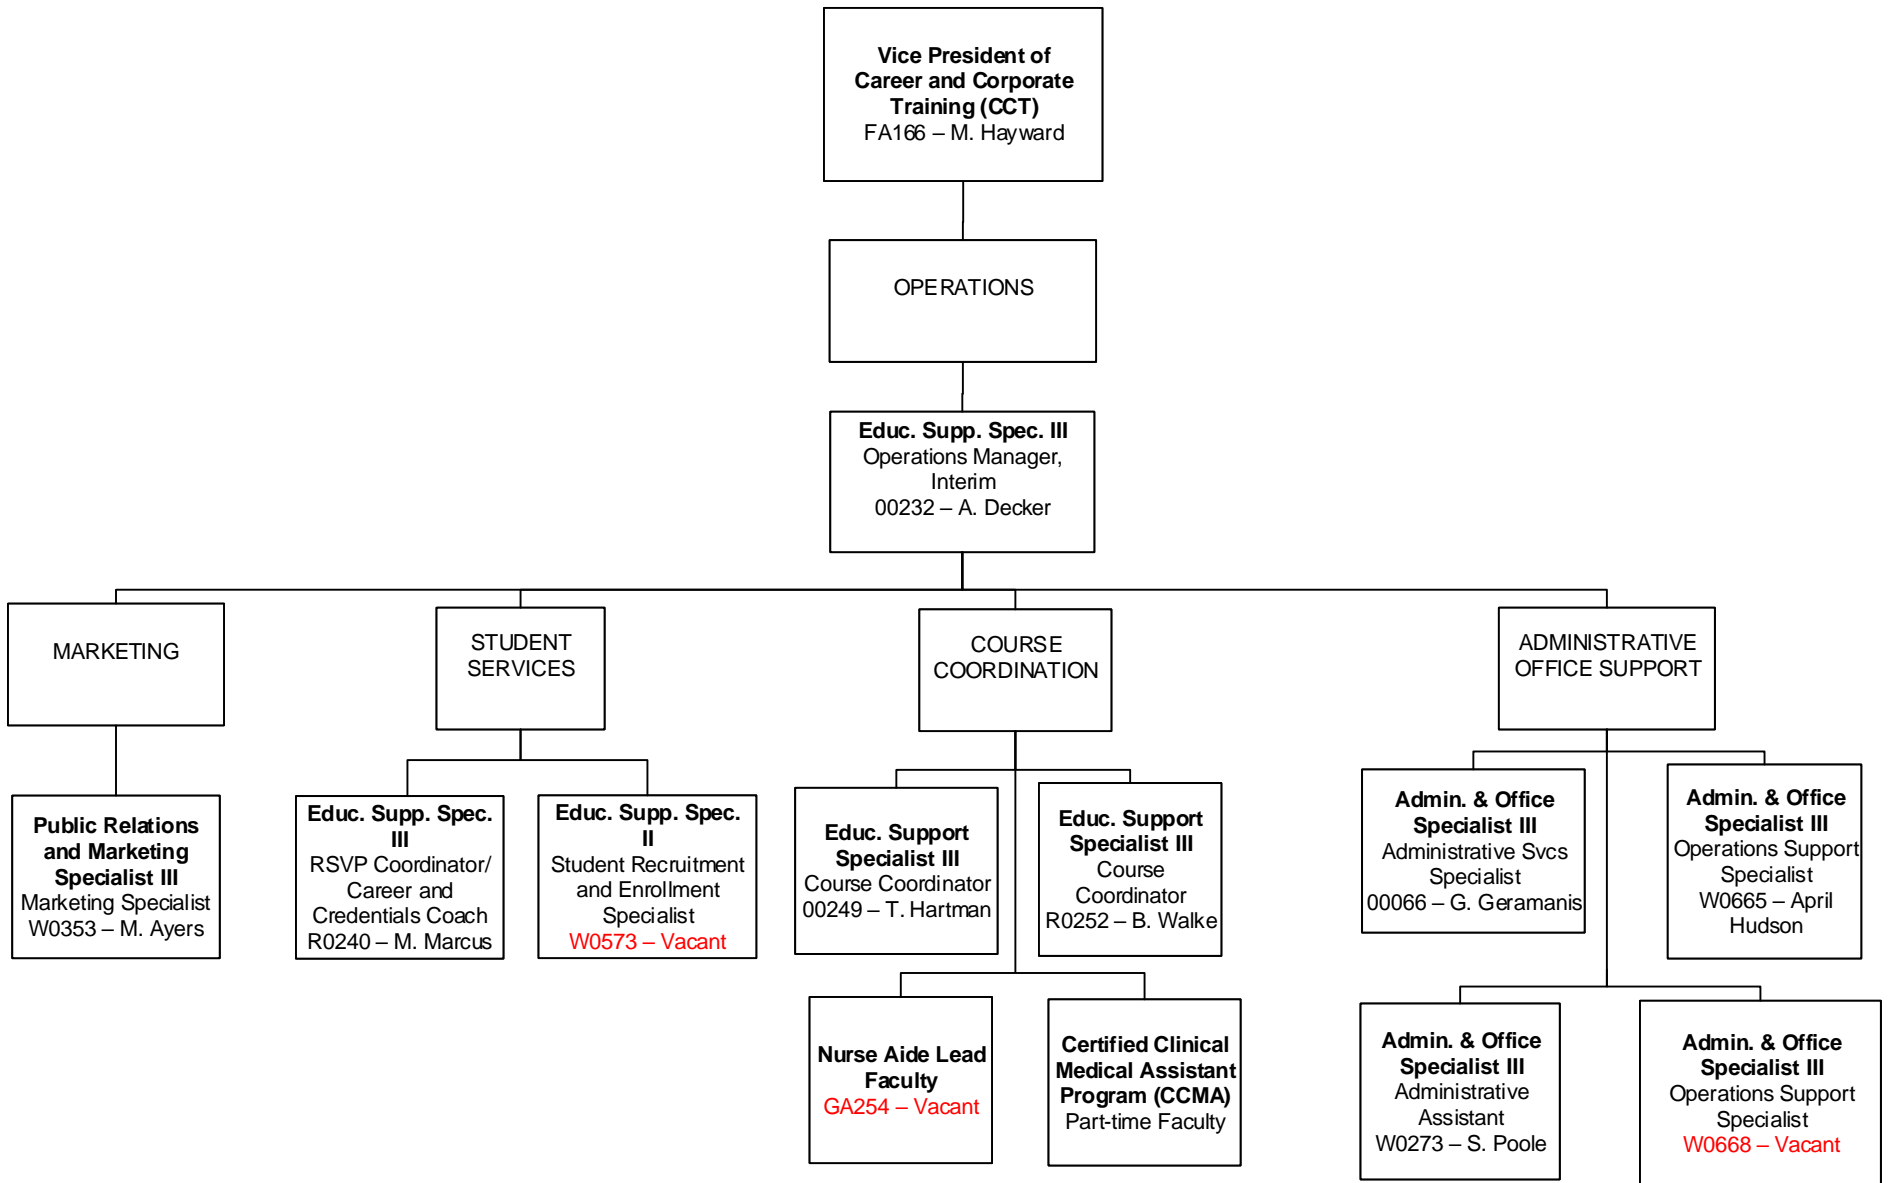 Vice President of
Career and Corporate
Training (CCT)
FA166 – M. Hayward
OPERATIONS
Educ. Supp. Spec. III
Operations Manager,
Interim
00232 – A. Decker
MARKETING
STUDENT
SERVICES
COURSE
COORDINATION
ADMINISTRATIVE
OFFICE SUPPORT
Public Relations
and Marketing
Specialist III
Marketing Specialist
W0353 – M. Ayers
Educ. Supp. Spec.
III
RSVP Coordinator/
Career and
Credentials Coach
R0240 – M. Marcus
Educ. Supp. Spec.
II
Student Recruitment
and Enrollment
Specialist
W0573 – Vacant
Educ. Support
Specialist III
Course Coordinator
00249 – T. Hartman
Educ. Support
Specialist III
Course
Coordinator
R0252 – B. Walke
Admin. & Office
Specialist III
Administrative Svcs
Specialist
00066 – G. Geramanis
Admin. & Office
Specialist III
Operations Support
Specialist
W0665 – April
Hudson
Nurse Aide Lead
Faculty
GA254 – Vacant
Certified Clinical
Medical Assistant
Program (CCMA)
Part-time Faculty
Admin. & Office
Specialist III
Administrative
Assistant
W0273 – S. Poole
Admin. & Office
Specialist III
Operations Support
Specialist
W0668 – Vacant